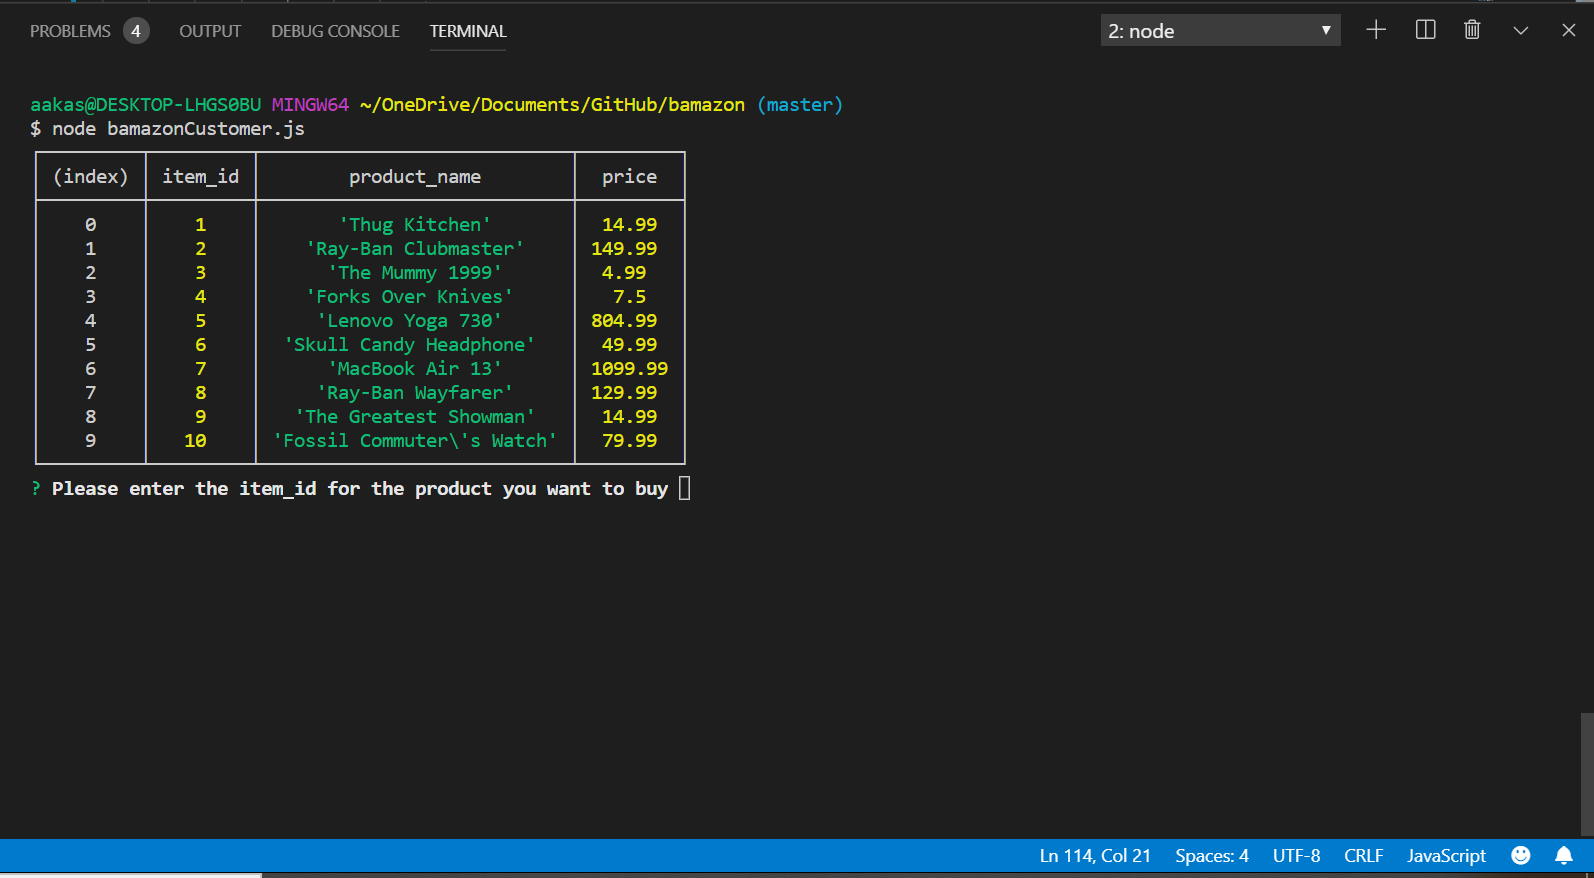 PROBLEMS 4 OUTPUT DEBUG CONSOLE TERMINAL 2: node
aakas@DESKTOP-LHGS0BU MINGW64 ~/OneDrive/Documents/GitHub/bamazon (master)
$ node bamazonCustomer.js
(index) item_id product_name price
0 1 'Thug Kitchen' 14.99
1 2 'Ray-Ban Clubmaster' 149.99
2 3 'The Mummy 1999' 4.99
3 4 'Forks Over Knives' 7.5
4 5 'Lenovo Yoga 730' 804.99
5 6 'Skull Candy Headphone' 49.99
6 7 'MacBook Air 13' 1099.99
7 8 'Ray-Ban Wayfarer' 129.99
8 9 'The Greatest Showman' 14.99
9 10 'Fossil Commuter\'s Watch' 79.99
? Please enter the item_id for the product you want to buy
Ln 114, Col 21 Spaces: 4 UTF-8 CRLF JavaScript